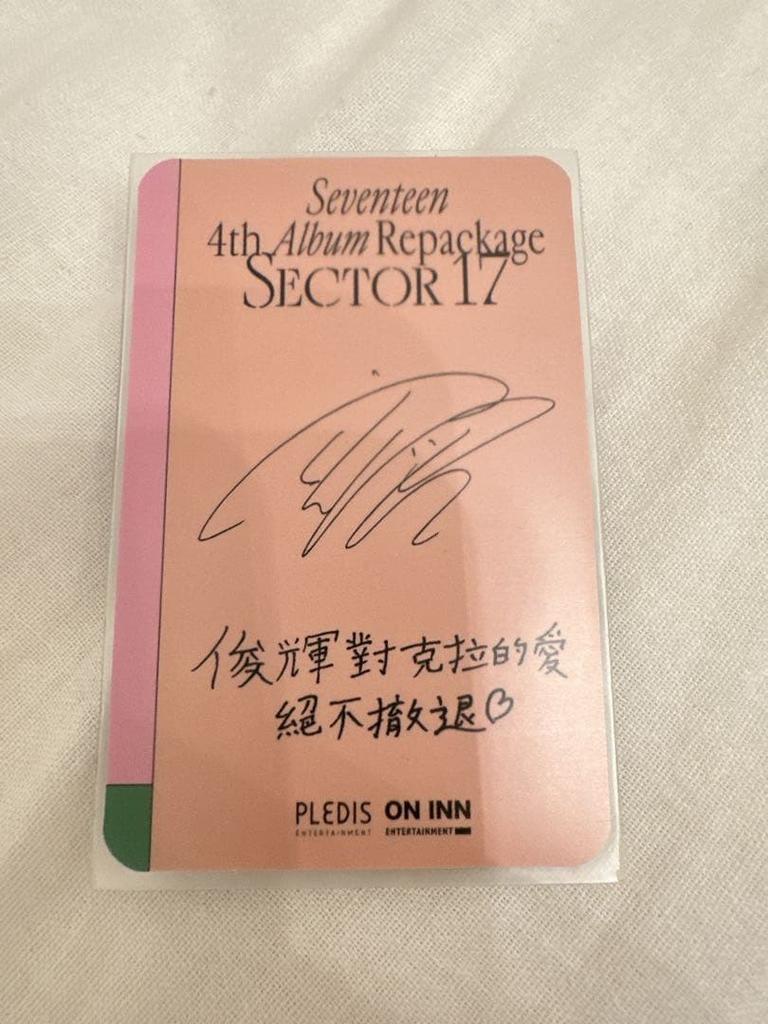 Seventeen
4th Album Repackage
SECTOR 17
俊輝對克拉的愛
絕不撤退♡
PLEDIS ON INN
ENTERTAINMENT ENTERTAINMENT